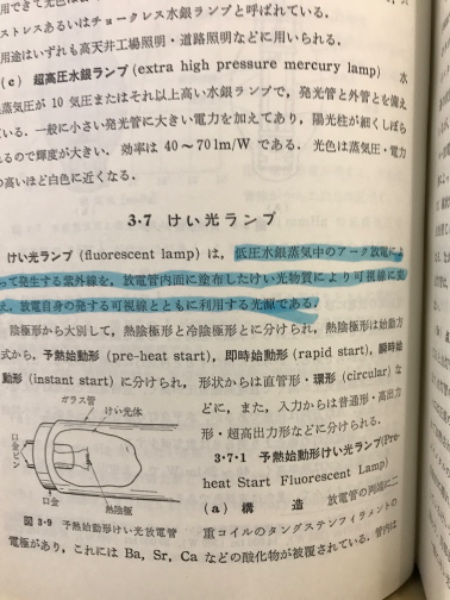 用できて光色は
ストレスあるいはチョークレス水銀ランプと呼ばれている.
用途はいずれも高天井工場照明・道路照明などに用いられる.
(c) 超高圧水銀ランプ (extra high pressure mercury lamp) 水
蒸気圧が 10 気圧またはそれ以上高い水銀ランプで, 発光管と外管とを備え
いる. 一般に小さい発光管に大きい電力を加えてあり, 陽光柱が細くしぼら
れるので輝度が大きい. 効率は 40〜70 lm/W である. 光色は蒸気圧・電力
の高いほど白色に近くなる.
3・7 けい光ランプ
けい光ランプ (fluorescent lamp) は, 低圧水銀蒸気中のアーク放電によ
って発生する紫外線を, 放電管内面に塗布したけい光物質により可視線に変
え, 放電自身の発する可視線とともに利用する光源である.
陰極形から大別して, 熱陰極形と冷陰極形とに分けられ, 熱陰極形は始動方
式から, 予熱始動形 (pre-heat start), 即時始動形 (rapid start), 瞬時始
動形 (instant start) に分けられ, 形状からは直管形・環形 (circular) な
どに, また, 入力からは普通形・高出力
形・超高出力形などに分けられる.
3・7・1 予熱始動形けい光ランプ(Pre-
heat Start Fluorescent Lamp)
(a) 構造 放電管の両端に二
重コイルのタングステンフィラメントの
ガラス管
けい光体
口金ピン
口金
熱陰極
図 3・9 予熱始動形けい光放電管
電極があり, これには Ba, Sr, Ca などの酸化物が被覆されている. 管内は